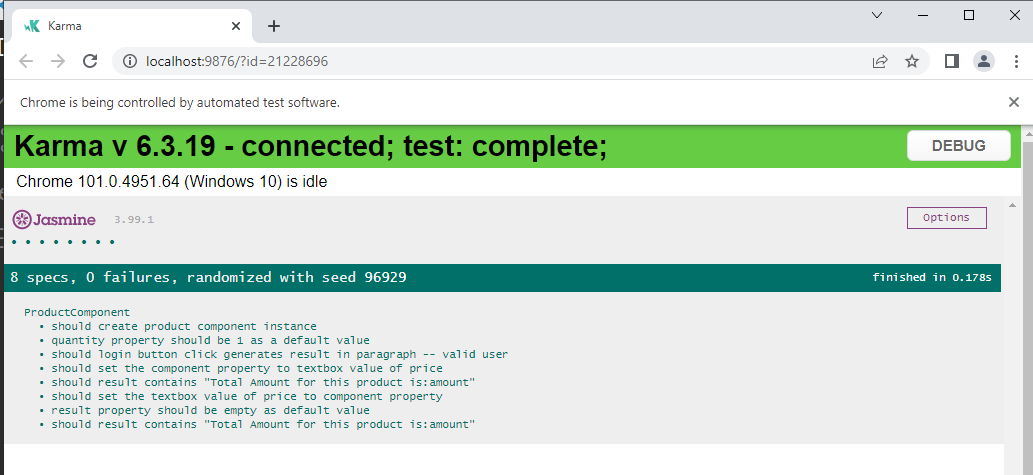 Karma
localhost:9876/?id=21228696
Chrome is being controlled by automated test software.
Karma v 6.3.19 - connected; test: complete;
DEBUG
Chrome 101.0.4951.64 (Windows 10) is idle
Jasmine 3.99.1
Options
8 specs, 0 failures, randomized with seed 96929
finished in 0.178s
ProductComponent
• should create product component instance
• quantity property should be 1 as a default value
• should login button click generates result in paragraph -- valid user
• should set the component property to textbox value of price
• should result contains "Total Amount for this product is:amount"
• should set the textbox value of price to component property
• result property should be empty as default value
• should result contains "Total Amount for this product is:amount"